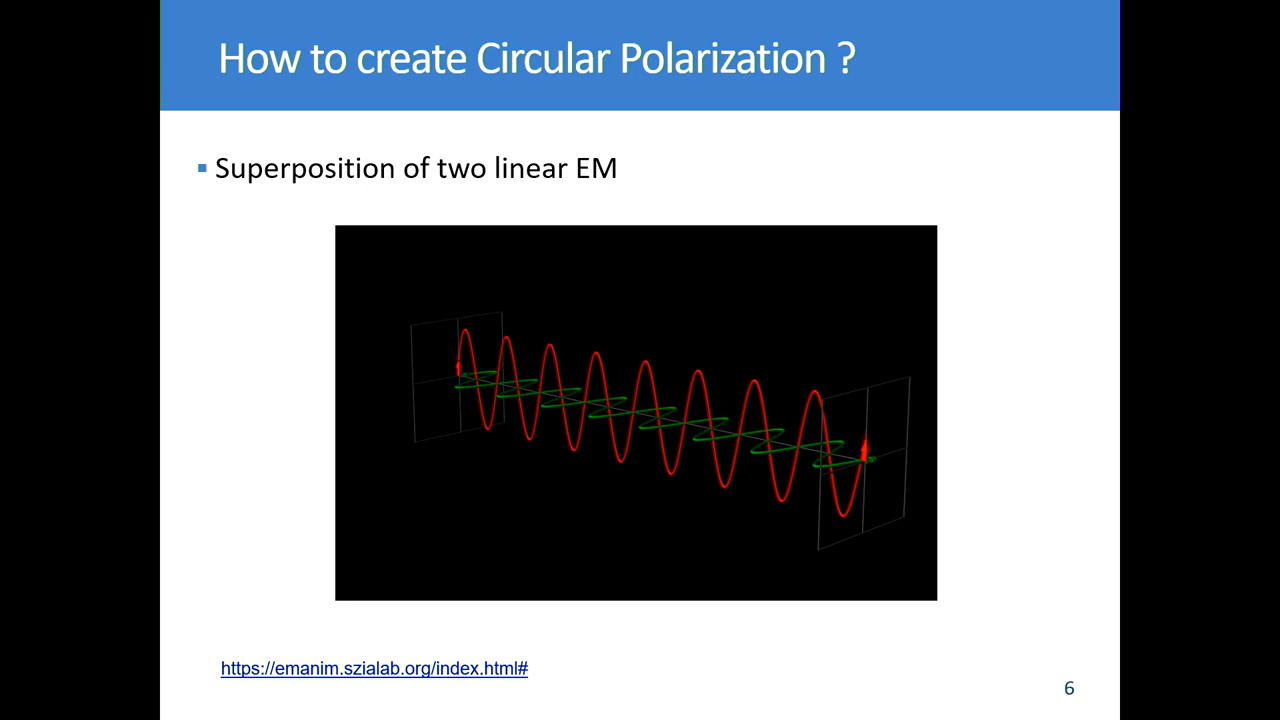 How to create Circular Polarization ?
Superposition of two linear EM
https://emanim.szialab.org/index.html#
6